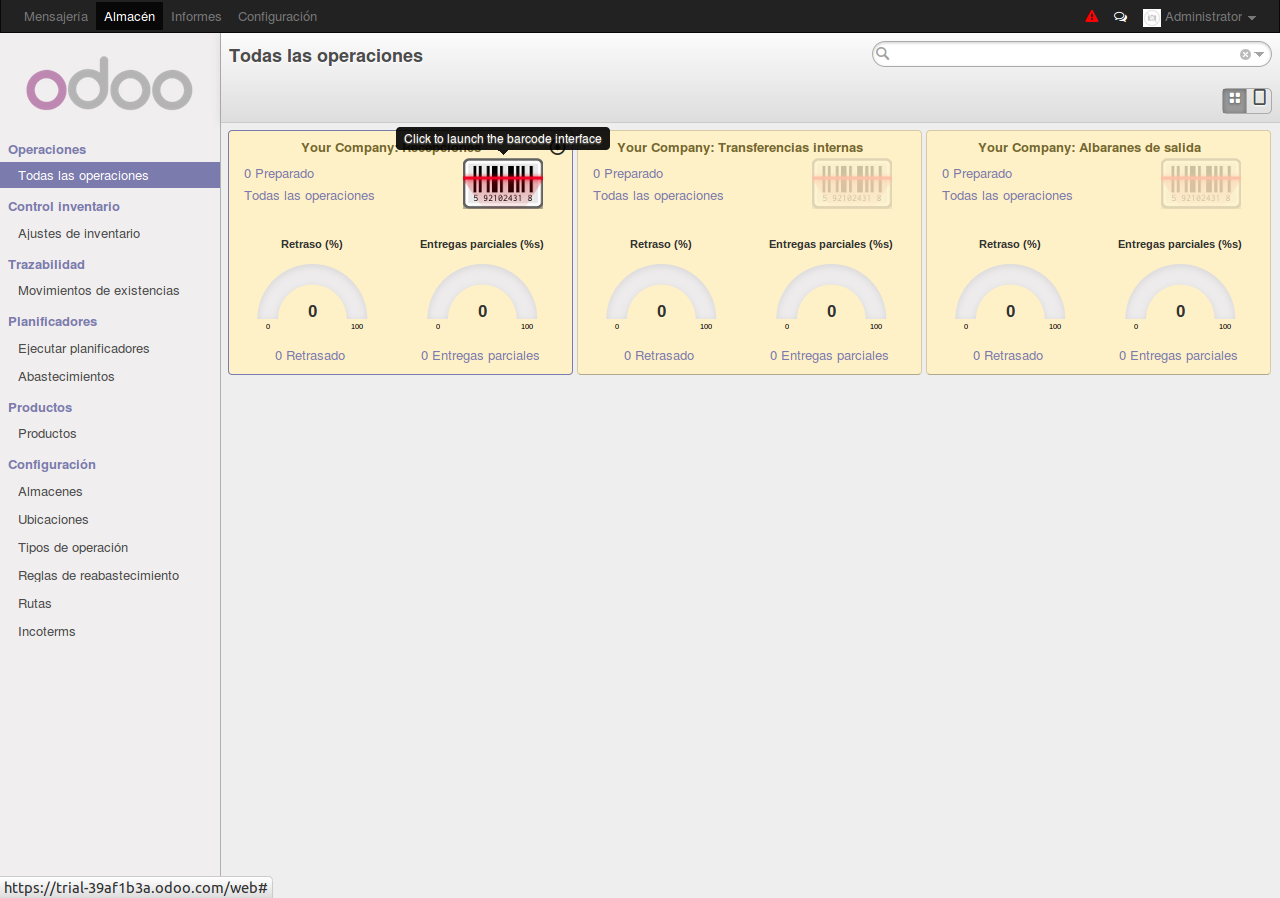 Mensajería Almacén Informes Configuración Administrator
odoo
Todas las operaciones
Operaciones
Todas las operaciones
Control inventario
Ajustes de inventario
Trazabilidad
Movimientos de existencias
Planificadores
Ejecutar planificadores
Abastecimientos
Productos
Productos
Configuración
Almacenes
Ubicaciones
Tipos de operación
Reglas de reabastecimiento
Rutas
Incoterms
Click to launch the barcode interface
Your Company: Recepciones
0 Preparado
Todas las operaciones
5 92102431 8
Retraso (%) Entregas parciales (%s)
0 0
0 100 0 100
0 Retrasado 0 Entregas parciales
Your Company: Transferencias internas
0 Preparado
Todas las operaciones
5 92102431 8
Retraso (%) Entregas parciales (%s)
0 0
0 100 0 100
0 Retrasado 0 Entregas parciales
Your Company: Albaranes de salida
0 Preparado
Todas las operaciones
5 92102431 8
Retraso (%) Entregas parciales (%s)
0 0
0 100 0 100
0 Retrasado 0 Entregas parciales
https://trial-39af1b3a.odoo.com/web#